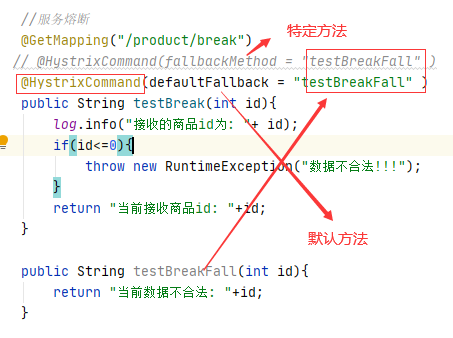 //服务熔断
特定方法
@GetMapping("/product/break")
// @HystrixCommand(fallbackMethod = "testBreakFall" )
@HystrixCommand(defaultFallback = "testBreakFall" )
public String testBreak(int id){
log.info("接收的商品id为: "+ id);
if(id<=0){
throw new RuntimeException("数据不合法!!!");
}
return "当前接收商品id: "+id;
}
默认方法
public String testBreakFall(int id){
return "当前数据不合法: "+id;
}